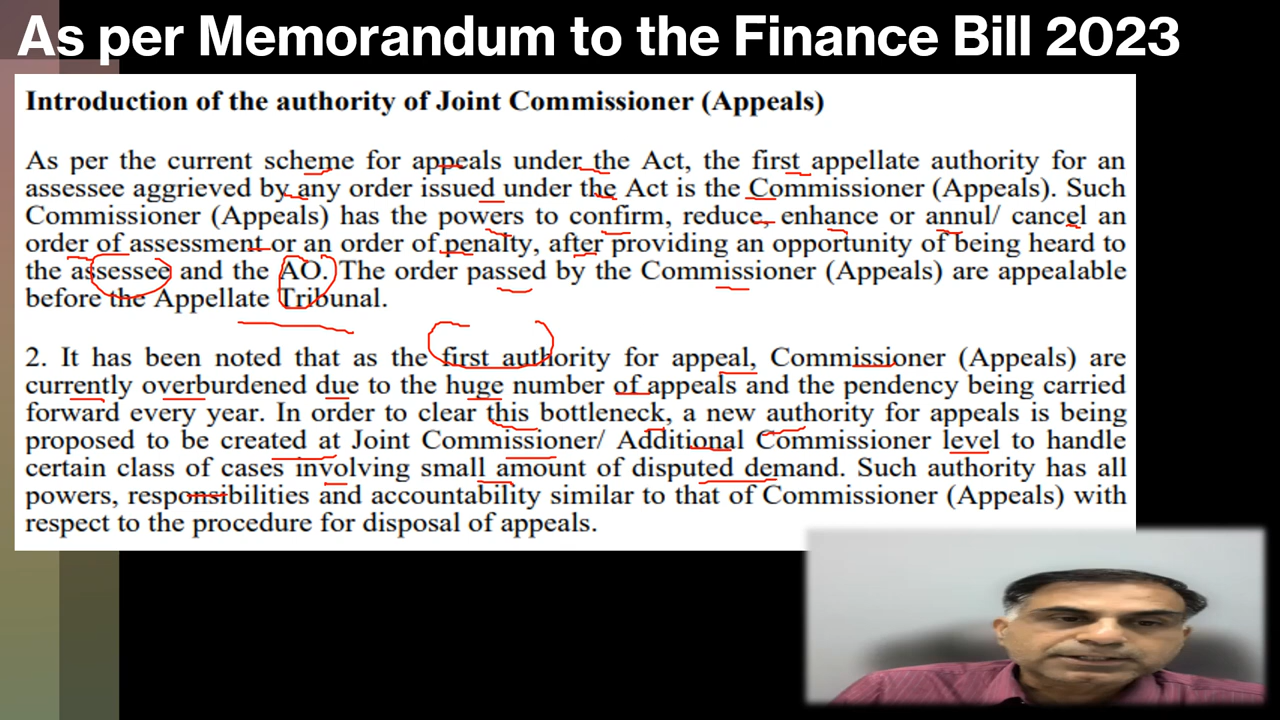 As per Memorandum to the Finance Bill 2023
Introduction of the authority of Joint Commissioner (Appeals)
As per the current scheme for appeals under the Act, the first appellate authority for an
assessee aggrieved by any order issued under the Act is the Commissioner (Appeals). Such
Commissioner (Appeals) has the powers to confirm, reduce, enhance or annul/ cancel an
order of assessment or an order of penalty, after providing an opportunity of being heard to
the assessee and the AO. The order passed by the Commissioner (Appeals) are appealable
before the Appellate Tribunal.
2. It has been noted that as the first authority for appeal, Commissioner (Appeals) are
currently overburdened due to the huge number of appeals and the pendency being carried
forward every year. In order to clear this bottleneck, a new authority for appeals is being
proposed to be created at Joint Commissioner/ Additional Commissioner level to handle
certain class of cases involving small amount of disputed demand. Such authority has all
powers, responsibilities and accountability similar to that of Commissioner (Appeals) with
respect to the procedure for disposal of appeals.